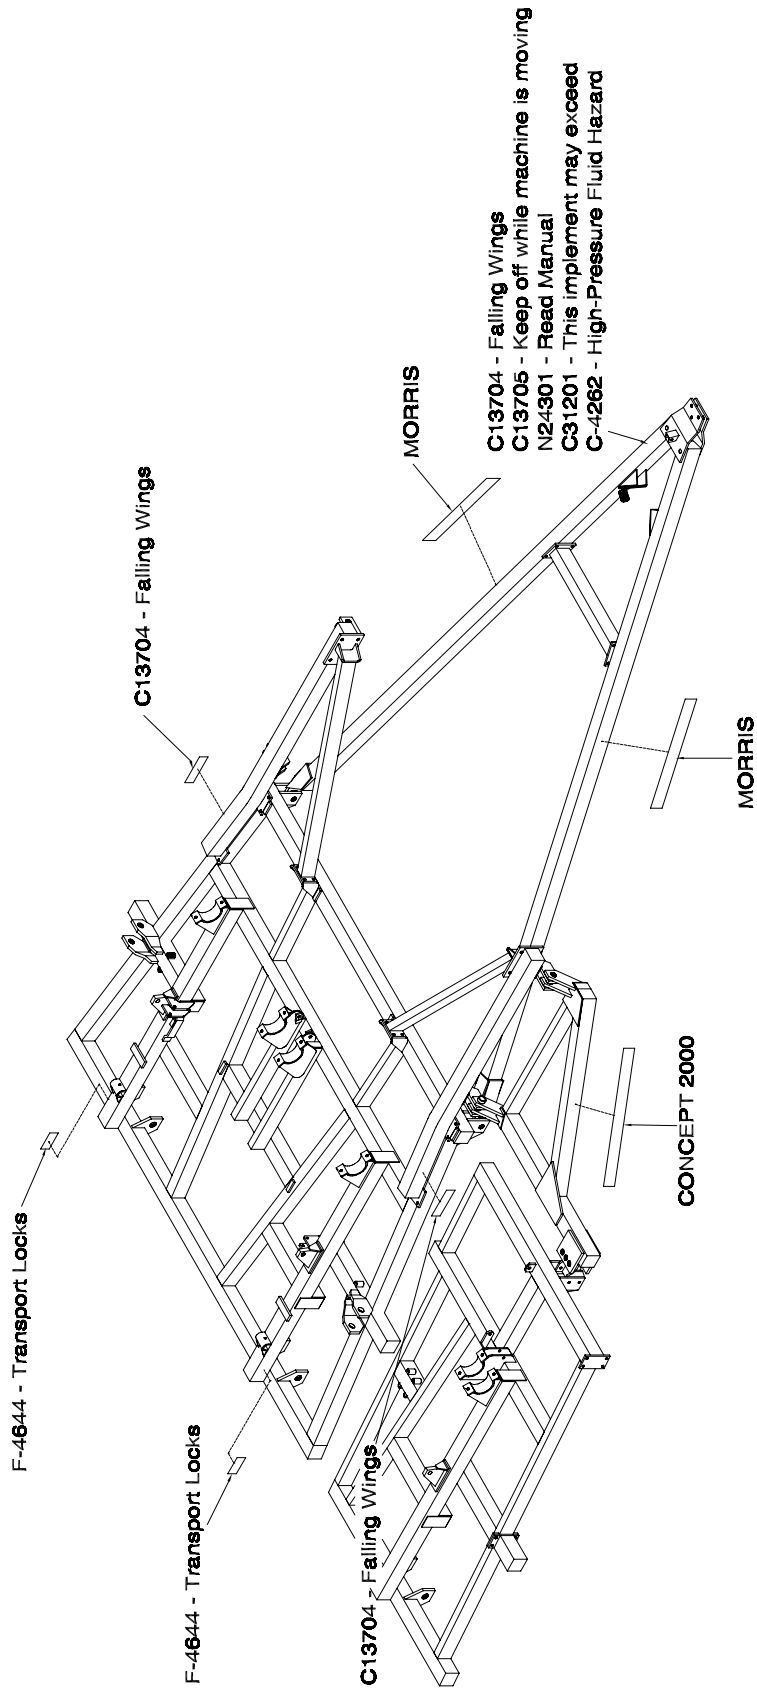 F-4644 - Transport Locks
F-4644 - Transport Locks
C13704 - Falling Wings
C13704 - Falling Wings
MORRIS
C13704 - Falling Wings
C13705 - Keep off while machine is moving
N24301 - Read Manual
C31201 - This implement may exceed
C-4262 - High-Pressure Fluid Hazard
CONCEPT 2000
MORRIS